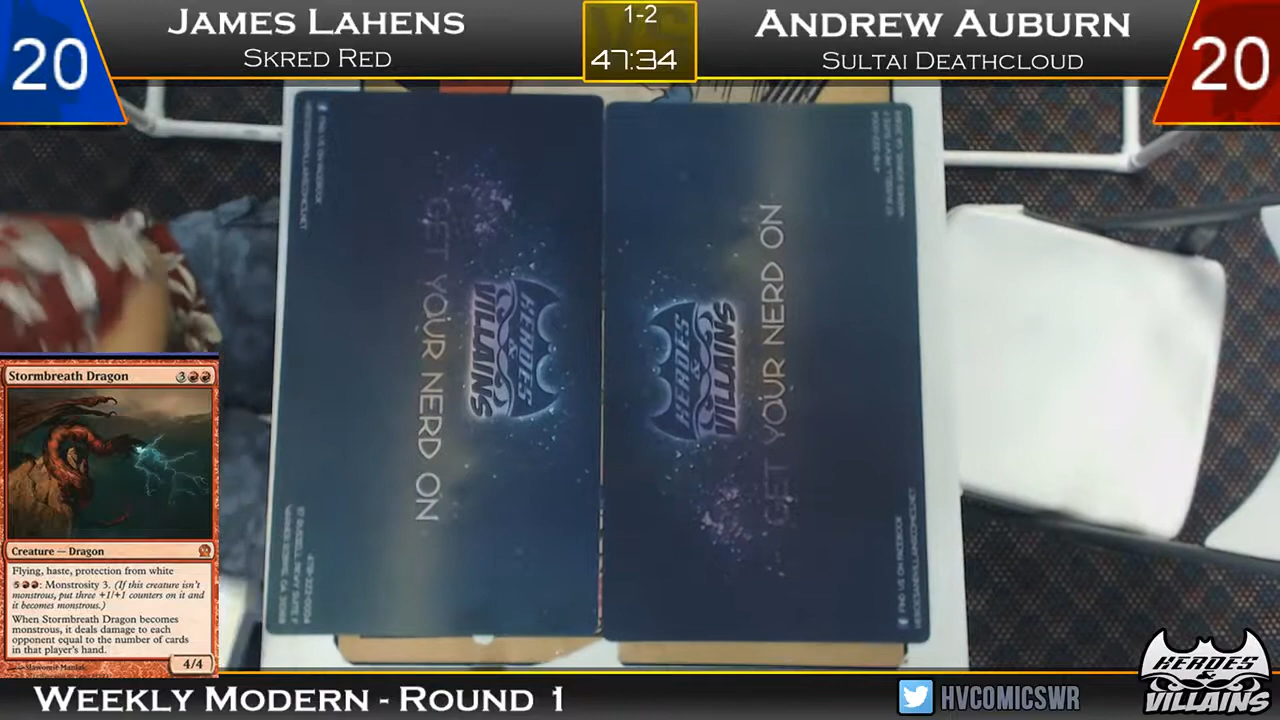 JAMES LAHENS
SKRED RED
20
1-2
47:34
ANDREW AUBURN
SULTAI DEATHCLOUD
20
GET YOUR NERD ON
HEROES
&
VILLAINS
HEROES
&
VILLAINS
GET YOUR NERD ON
Stormbreath Dragon 3
Creature — Dragon
Flying, haste, protection from white
5: Monstrosity 3. (If this creature isn't
monstrous, put three +1/+1 counters on it and
it becomes monstrous.)
When Stormbreath Dragon becomes
monstrous, it deals damage to each
opponent equal to the number of cards
in that player's hand.
4/4
WEEKLY MODERN - ROUND 1
HVCOMICSWR
HEROES
&
VILLAINS